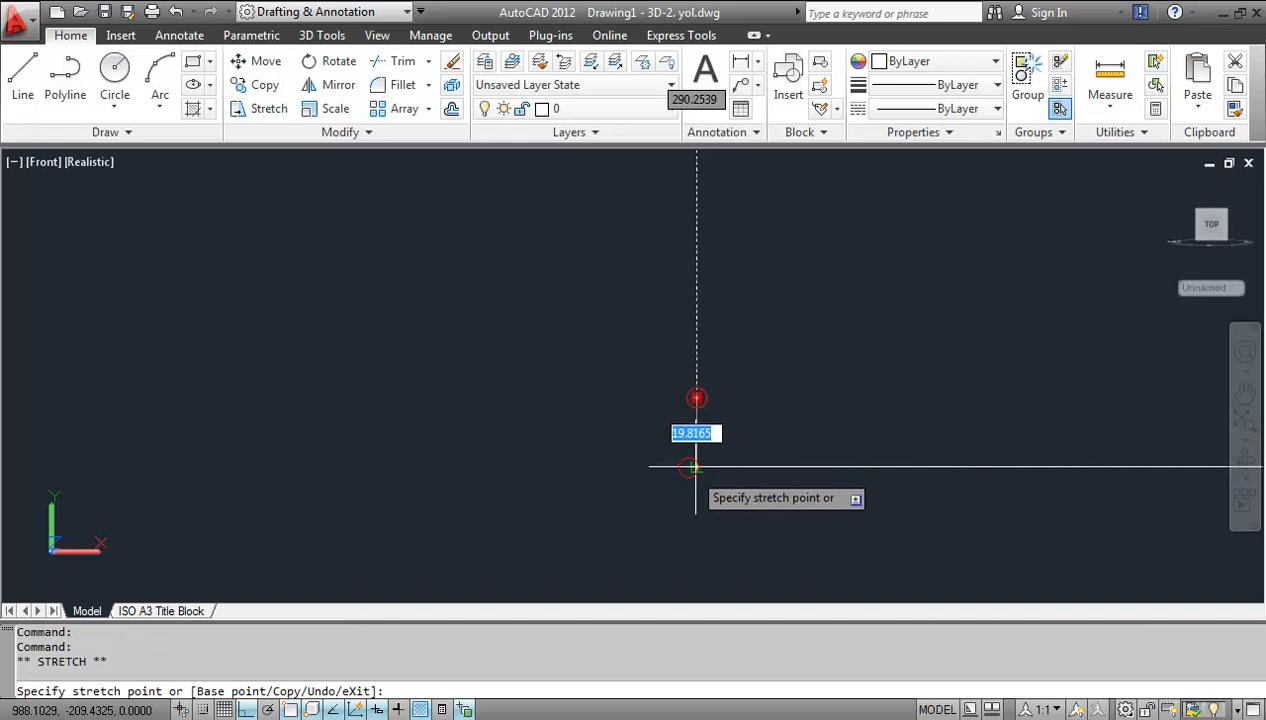 Drafting & Annotation
AutoCAD 2012 Drawing1 - 3D-2. yol.dwg
Type a keyword or phrase
Sign In
Home Insert Annotate Parametric 3D Tools View Manage Output Plug-ins Online Express Tools
Line Polyline Circle Arc
Move Rotate Trim
Copy Mirror Fillet
Stretch Scale Array
Unsaved Layer State
0
290.2539
Insert
ByLayer
ByLayer
ByLayer
Group
Measure
Paste
Draw Modify Layers Annotation Block Properties Groups Utilities Clipboard
[–] [Front] [Realistic]
TOP
Unnamed
19.8165
Specify stretch point or
Y
X
Z
Model ISO A3 Title Block
Command:
Command:
** STRETCH **
Specify stretch point or [Base point/Copy/Undo/eXit]:
988.1029, -209.4325, 0.0000
MODEL
1:1